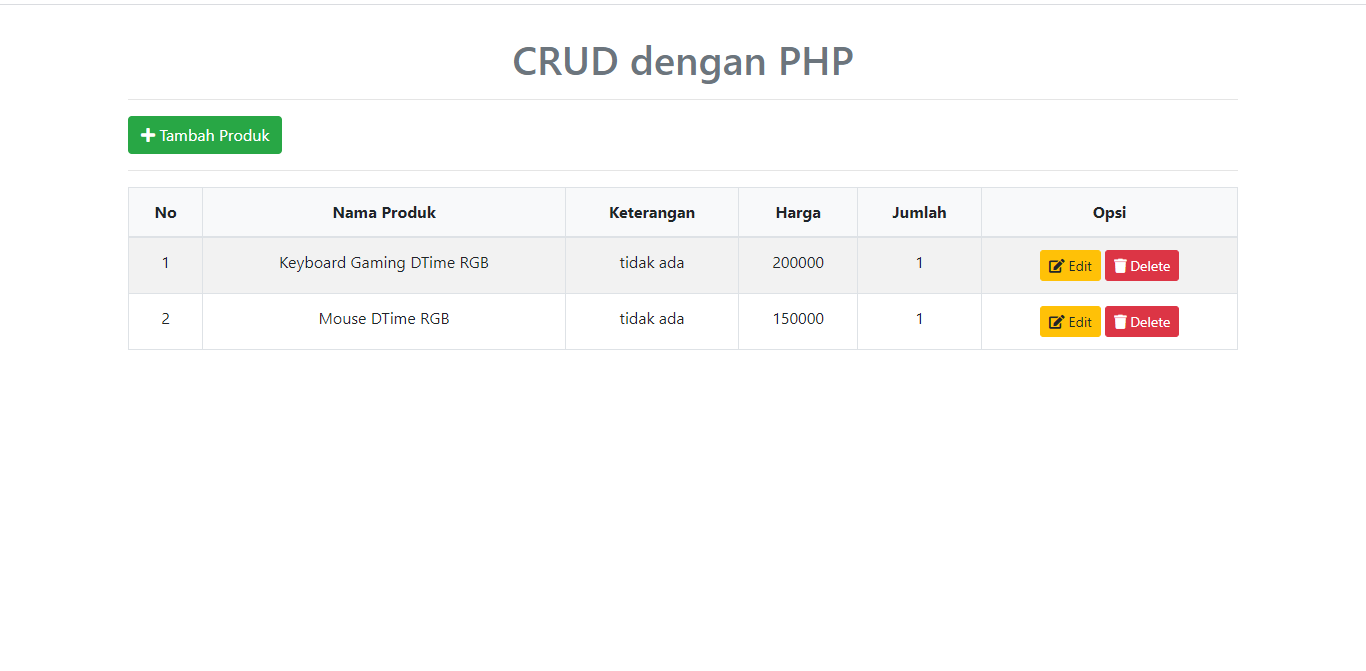 CRUD dengan PHP
Tambah Produk
No Nama Produk Keterangan Harga Jumlah Opsi
1 Keyboard Gaming DTime RGB tidak ada 200000 1 Edit Delete
2 Mouse DTime RGB tidak ada 150000 1 Edit Delete